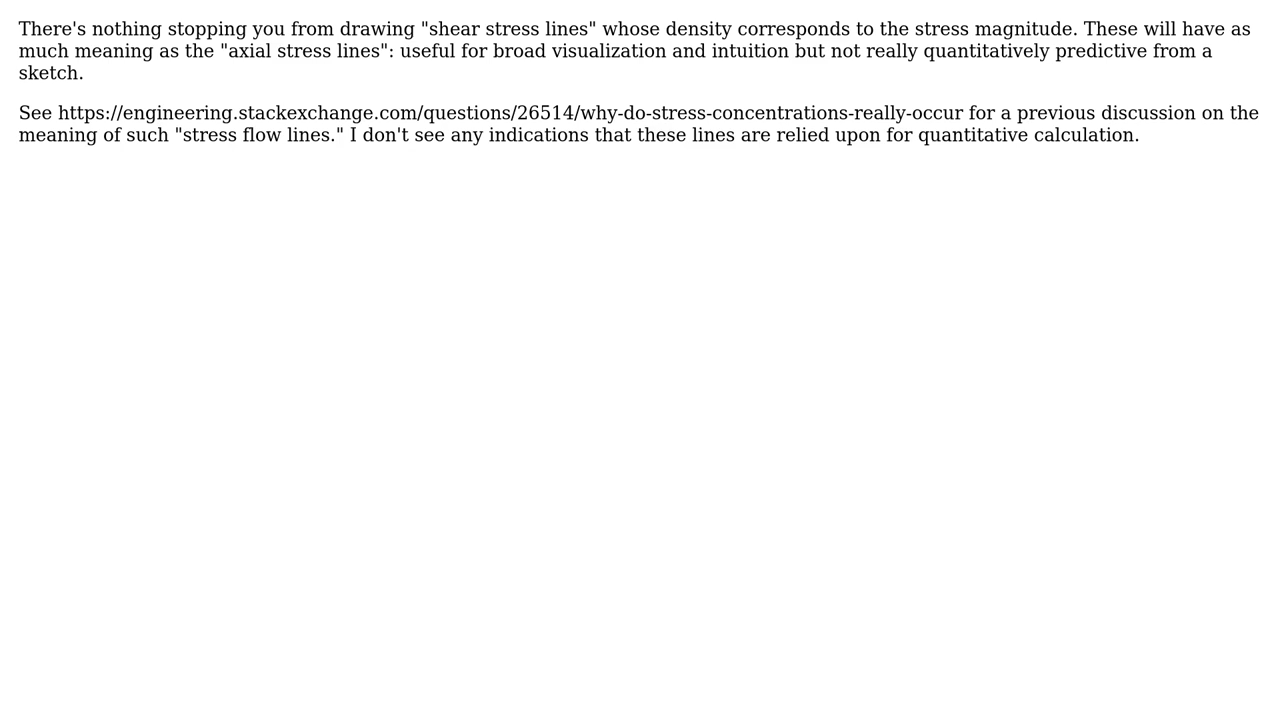 There's nothing stopping you from drawing "shear stress lines" whose density corresponds to the stress magnitude. These will have as
much meaning as the "axial stress lines": useful for broad visualization and intuition but not really quantitatively predictive from a
sketch.
See https://engineering.stackexchange.com/questions/26514/why-do-stress-concentrations-really-occur for a previous discussion on the
meaning of such "stress flow lines." I don't see any indications that these lines are relied upon for quantitative calculation.